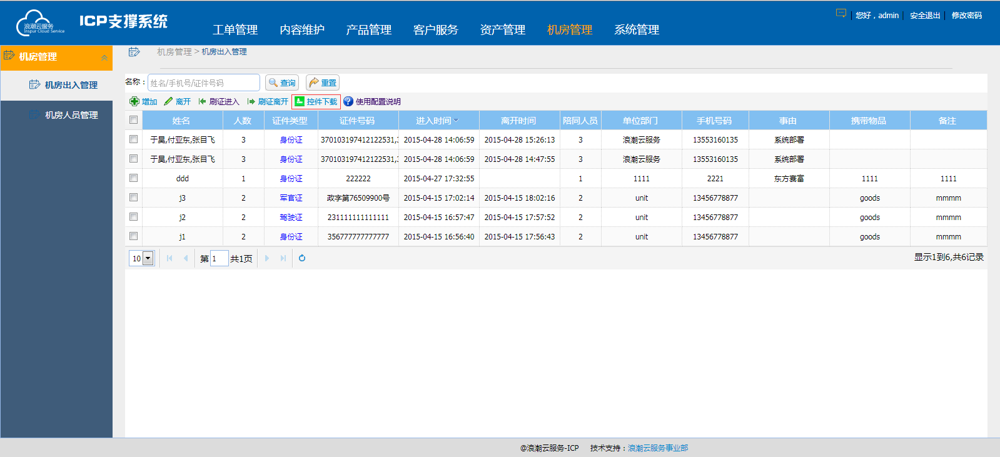 浪潮云服务
Inspur Cloud Service
ICP支撑系统
工单管理 内容维护 产品管理 客户服务 资产管理 机房管理 系统管理
您好，admin 安全退出 修改密码
机房管理
机房出入管理
机房人员管理
机房管理 > 机房出入管理
名称： 姓名/手机号/证件号码 查询 重置
增加 离开 刷证进入 刷证离开 控件下载 使用配置说明
姓名 人数 证件类型 证件号码 进入时间 离开时间 陪同人员 单位部门 手机号码 事由 携带物品 备注
于昊,付亚东,张目飞 3 身份证 370103197412122531, 2015-04-28 14:06:59 2015-04-28 15:26:13 3 浪潮云服务 13553160135 系统部署
于昊,付亚东,张目飞 3 身份证 370103197412122531, 2015-04-28 14:06:59 2015-04-28 14:47:55 3 浪潮云服务 13553160135 系统部署
ddd 1 身份证 222222 2015-04-27 17:32:55 1 1111 2221 东方赛富 1111 1111
j3 2 军官证 政字第76509900号 2015-04-15 17:02:14 2015-04-15 18:02:16 2 unit 13456778877 goods mmmm
j2 2 驾驶证 231111111111111 2015-04-15 16:57:47 2015-04-15 17:57:52 2 unit 13456778877 goods mmmm
j1 2 身份证 356777777777777 2015-04-15 16:56:40 2015-04-15 17:56:43 2 unit 13456778877 goods mmmm
10 第 1 共1页 显示1到6,共6记录
@浪潮云服务-ICP 技术支持：浪潮云服务事业部